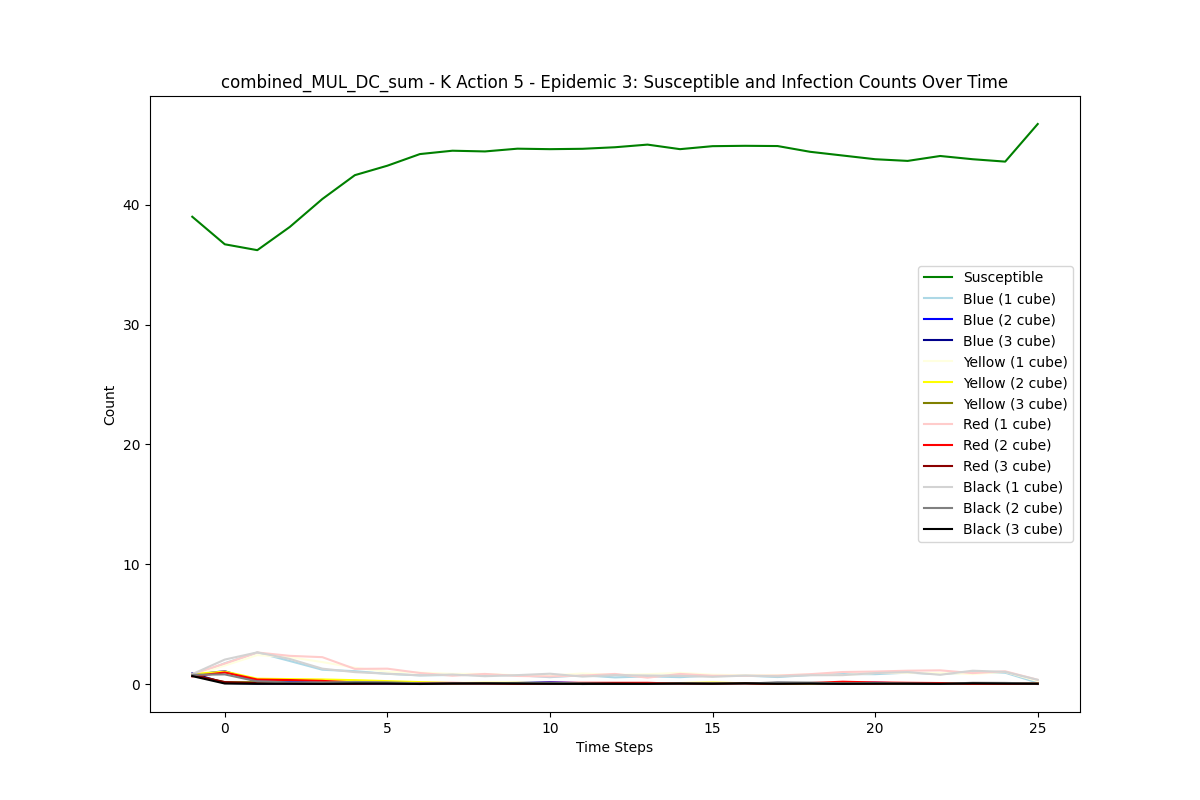 combined_MUL_DC_sum - K Action 5 - Epidemic 3: Susceptible and Infection Counts Over Time
Count
40
30
20
10
0
Susceptible
Blue (1 cube)
Blue (2 cube)
Blue (3 cube)
Yellow (1 cube)
Yellow (2 cube)
Yellow (3 cube)
Red (1 cube)
Red (2 cube)
Red (3 cube)
Black (1 cube)
Black (2 cube)
Black (3 cube)
0 5 10 15 20 25
Time Steps